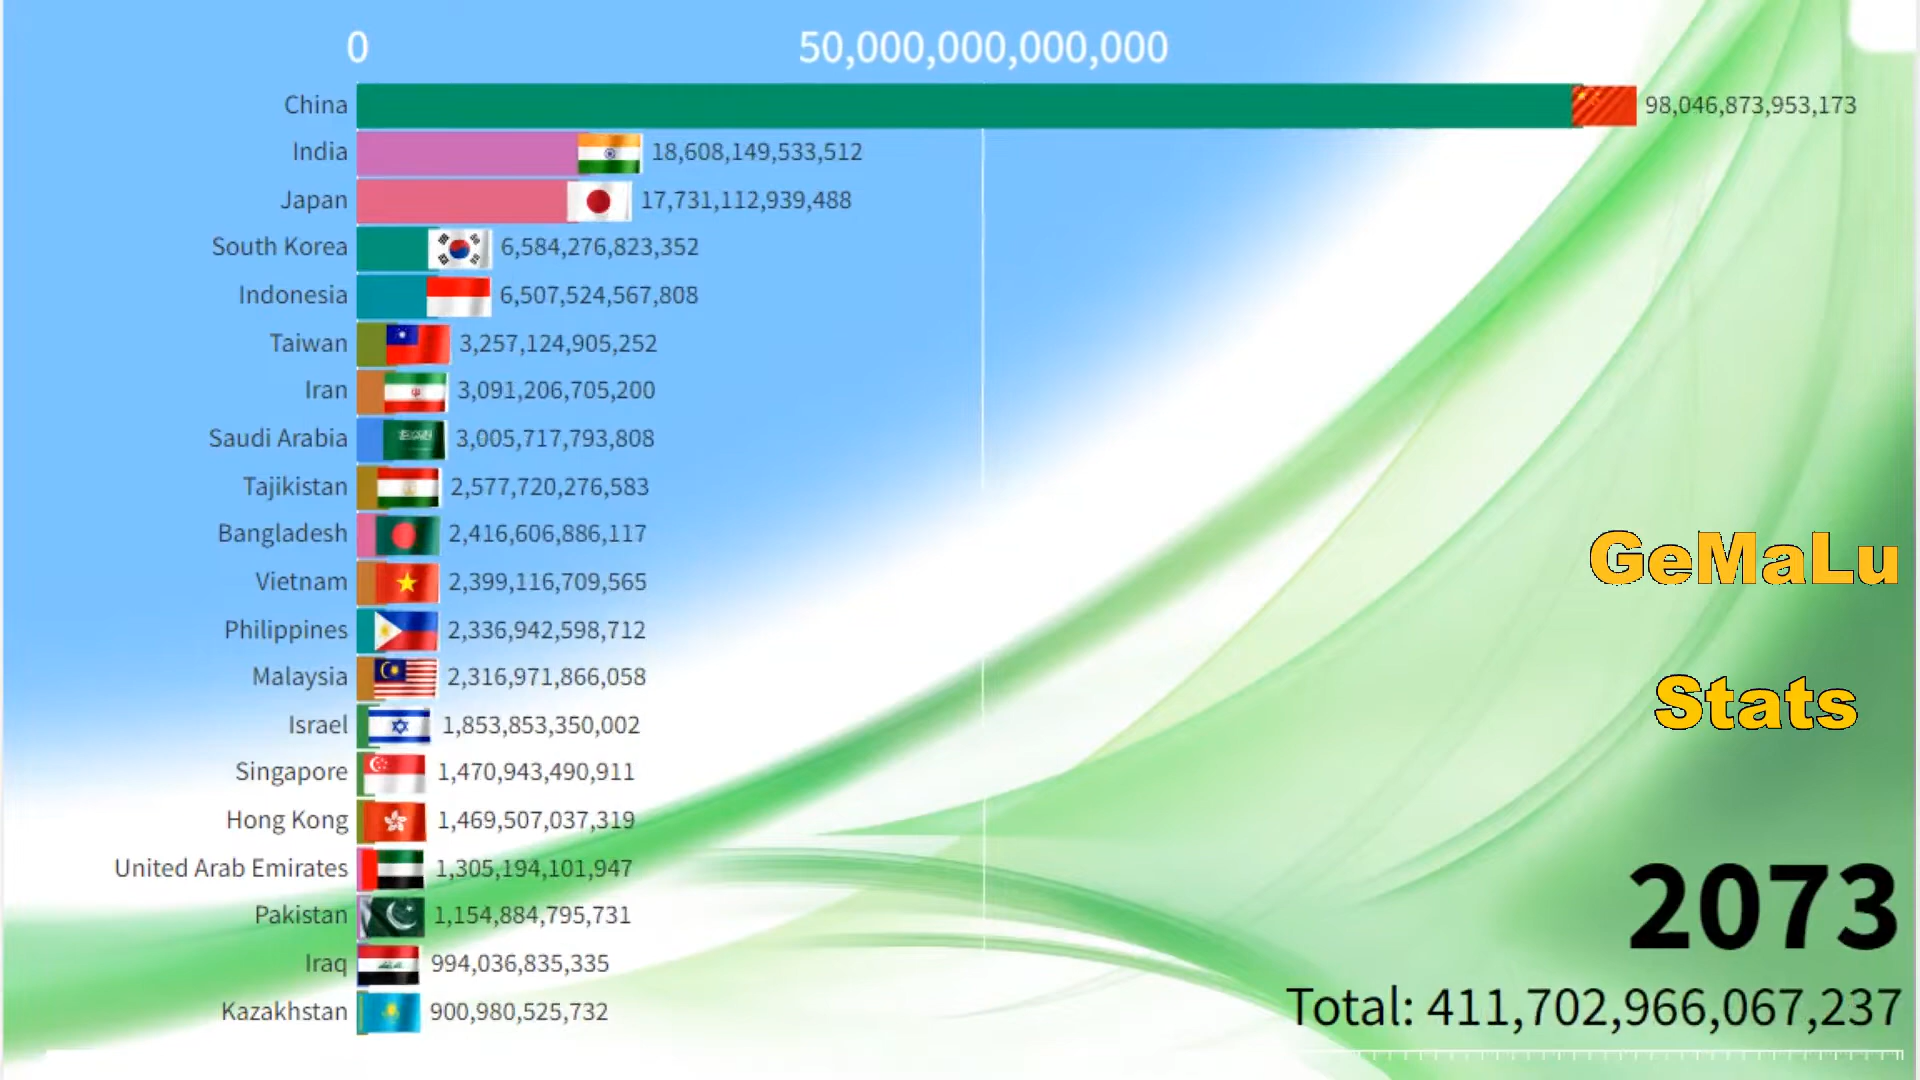 0 50,000,000,000,000
China 98,046,873,953,173
India 18,608,149,533,512
Japan 17,731,112,939,488
South Korea 6,584,276,823,352
Indonesia 6,507,524,567,808
Taiwan 3,257,124,905,252
Iran 3,091,206,705,200
Saudi Arabia 3,005,717,793,808
Tajikistan 2,577,720,276,583
Bangladesh 2,416,606,886,117
Vietnam 2,399,116,709,565
Philippines 2,336,942,598,712
Malaysia 2,316,971,866,058
Israel 1,853,853,350,002
Singapore 1,470,943,490,911
Hong Kong 1,469,507,037,319
United Arab Emirates 1,305,194,101,947
Pakistan 1,154,884,795,731
Iraq 994,036,835,335
Kazakhstan 900,980,525,732
GeMaLu
Stats
2073
Total: 411,702,966,067,237